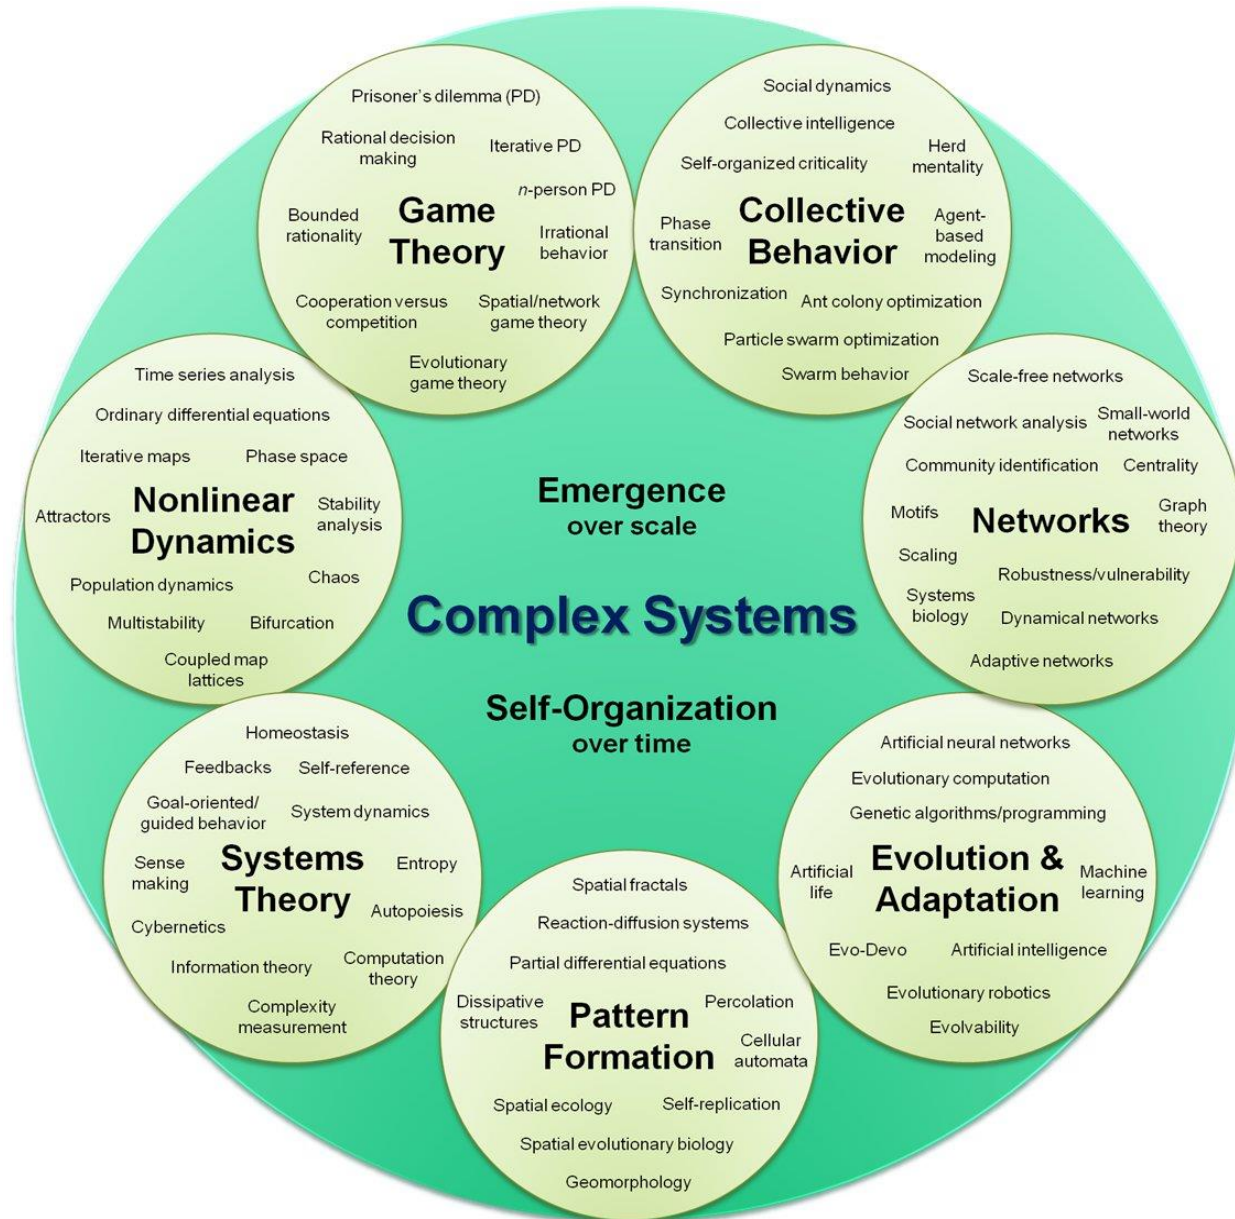 Prisoner's dilemma (PD)
Rational decision
making
Iterative PD
n-person PD
Game
Theory
Bounded
rationality
Irrational
behavior
Cooperation versus
competition
Spatial/network
game theory
Evolutionary
game theory
Social dynamics
Collective intelligence
Herd
mentality
Self-organized criticality
Collective
Behavior
Phase
transition
Agent-
based
modeling
Synchronization
Ant colony optimization
Particle swarm optimization
Swarm behavior
Time series analysis
Ordinary differential equations
Iterative maps
Phase space
Attractors
Nonlinear
Dynamics
Stability
analysis
Population dynamics
Chaos
Multistability
Bifurcation
Coupled map
lattices
Emergence
over scale
Complex Systems
Self-Organization
over time
Scale-free networks
Social network analysis
Small-world
networks
Community identification
Centrality
Motifs
Networks
Graph
theory
Scaling
Robustness/vulnerability
Systems
biology
Dynamical networks
Adaptive networks
Homeostasis
Feedbacks
Self-reference
Goal-oriented/
guided behavior
System dynamics
Sense
making
Systems
Theory
Entropy
Autopoiesis
Cybernetics
Information theory
Computation
theory
Complexity
measurement
Spatial fractals
Reaction-diffusion systems
Partial differential equations
Dissipative
structures
Pattern
Formation
Percolation
Cellular
automata
Spatial ecology
Self-replication
Spatial evolutionary biology
Geomorphology
Artificial neural networks
Evolutionary computation
Genetic algorithms/programming
Artificial
life
Evolution &
Adaptation
Machine
learning
Evo-Devo
Artificial intelligence
Evolutionary robotics
Evolvability